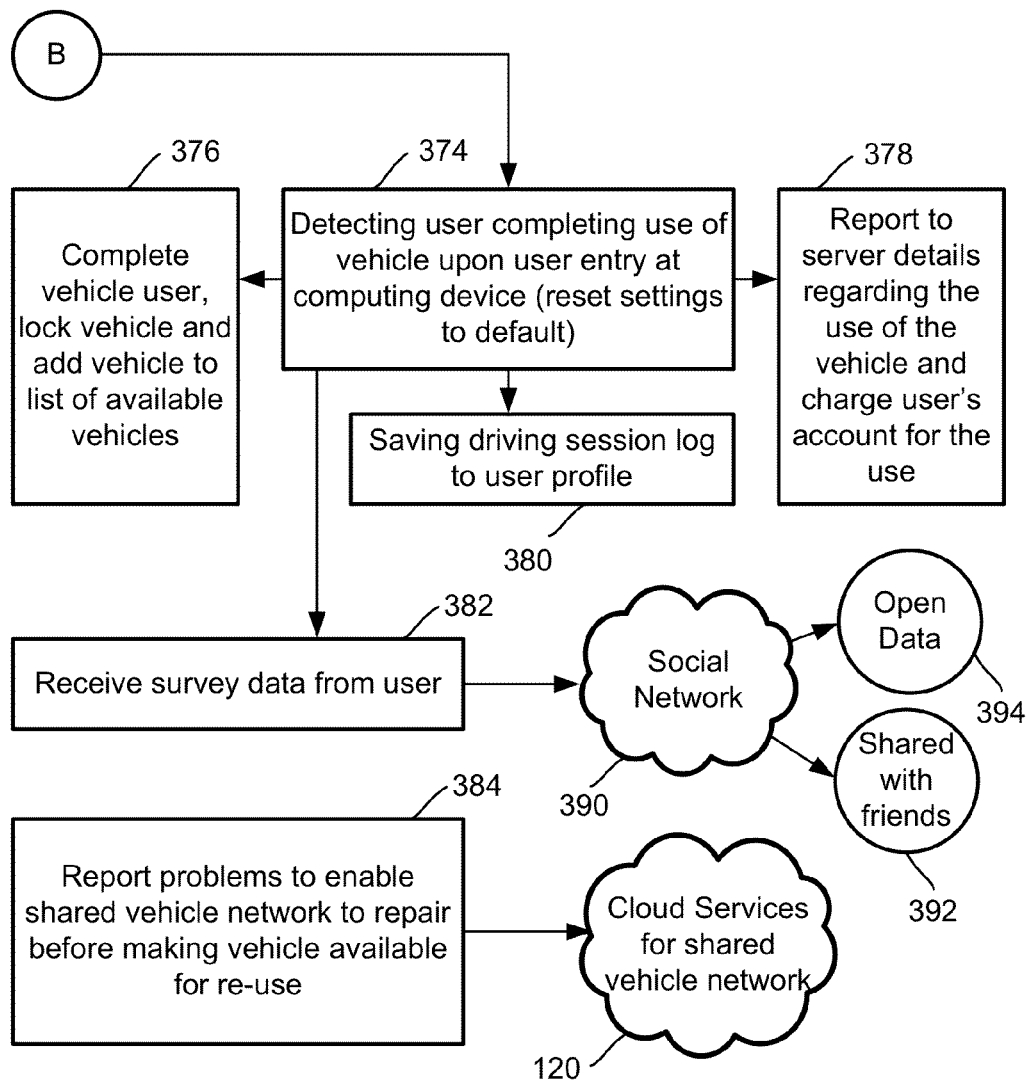 B
376
374
378
Complete
vehicle user,
lock vehicle and
add vehicle to
list of available
vehicles
Detecting user completing use of
vehicle upon user entry at
computing device (reset settings
to default)
Report to
server details
regarding the
use of the
vehicle and
charge user's
account for the
use
Saving driving session log
to user profile
380
382
Receive survey data from user
Social
Network
390
Open
Data
394
Shared
with
friends
392
384
Report problems to enable
shared vehicle network to repair
before making vehicle available
for re-use
Cloud Services
for shared
vehicle network
120